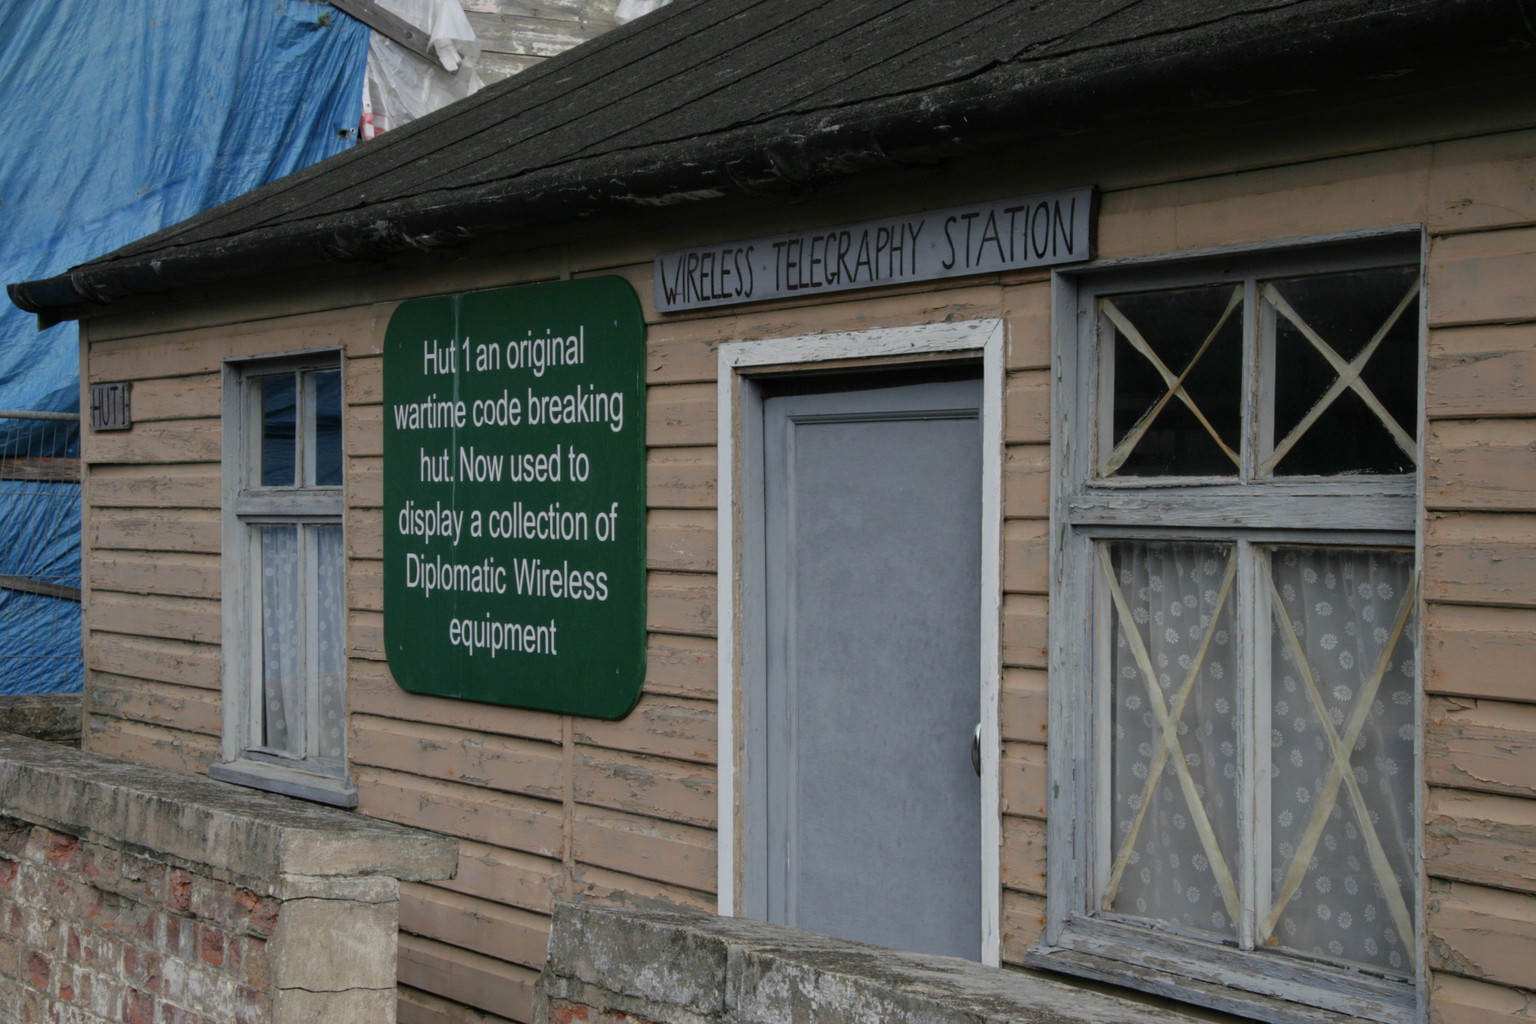 WIRELESS TELEGRAPHY STATION
HUT 1
Hut 1 an original
wartime code breaking
hut. Now used to
display a collection of
Diplomatic Wireless
equipment